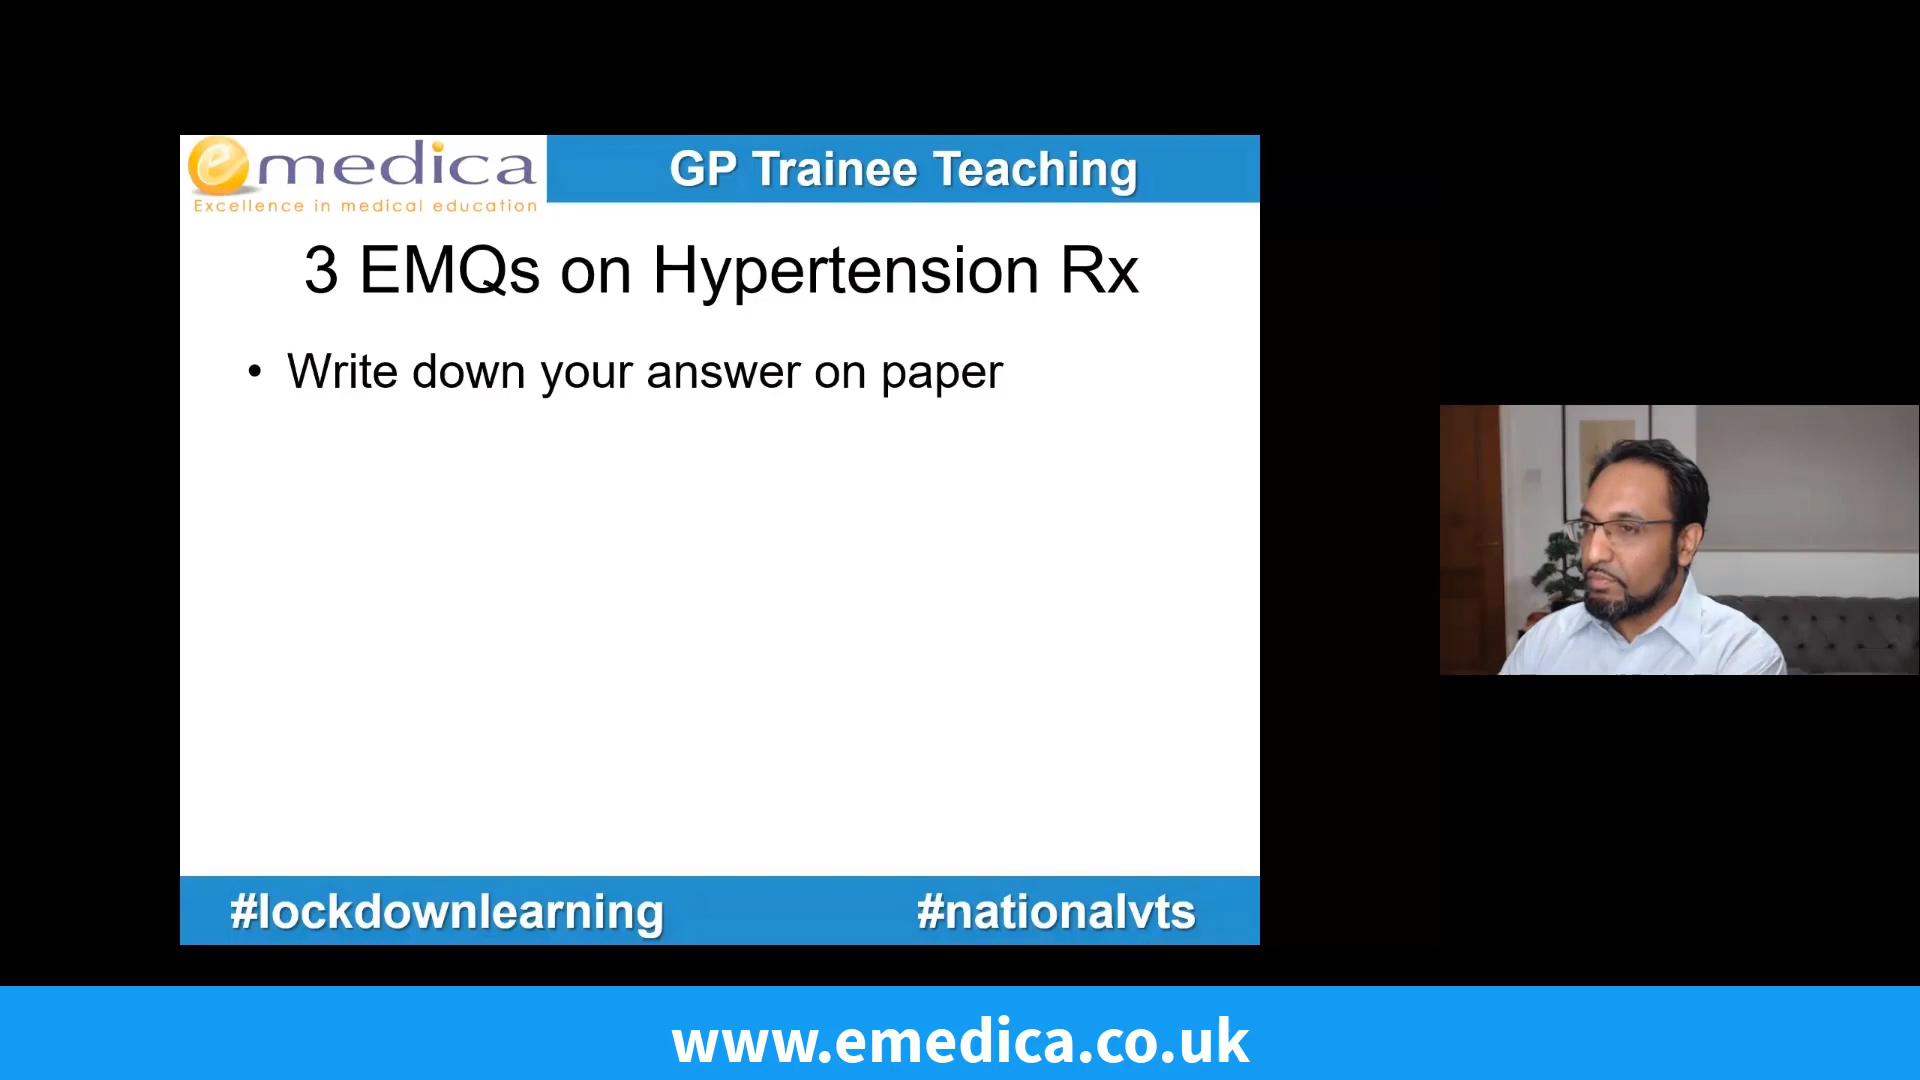 emedica
Excellence in medical education
GP Trainee Teaching
3 EMQs on Hypertension Rx
• Write down your answer on paper
#lockdownlearning
#nationalvts
www.emedica.co.uk